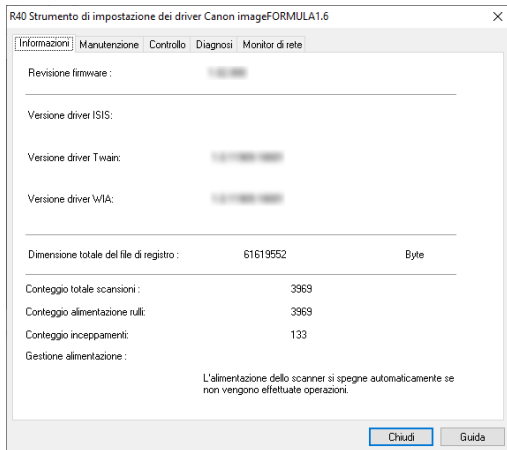 R40 Strumento di impostazione dei driver Canon imageFORMULA1.6
Informazioni Manutenzione Controllo Diagnosi Monitor di rete
Revisione firmware :
Versione driver ISIS:
Versione driver Twain:
Versione driver WIA:
Dimensione totale del file di registro : 61619552 Byte
Conteggio totale scansioni : 3969
Conteggio alimentazione rulli: 3969
Conteggio inceppamenti: 133
Gestione alimentazione :
L'alimentazione dello scanner si spegne automaticamente se
non vengono effettuate operazioni.
Chiudi Guida